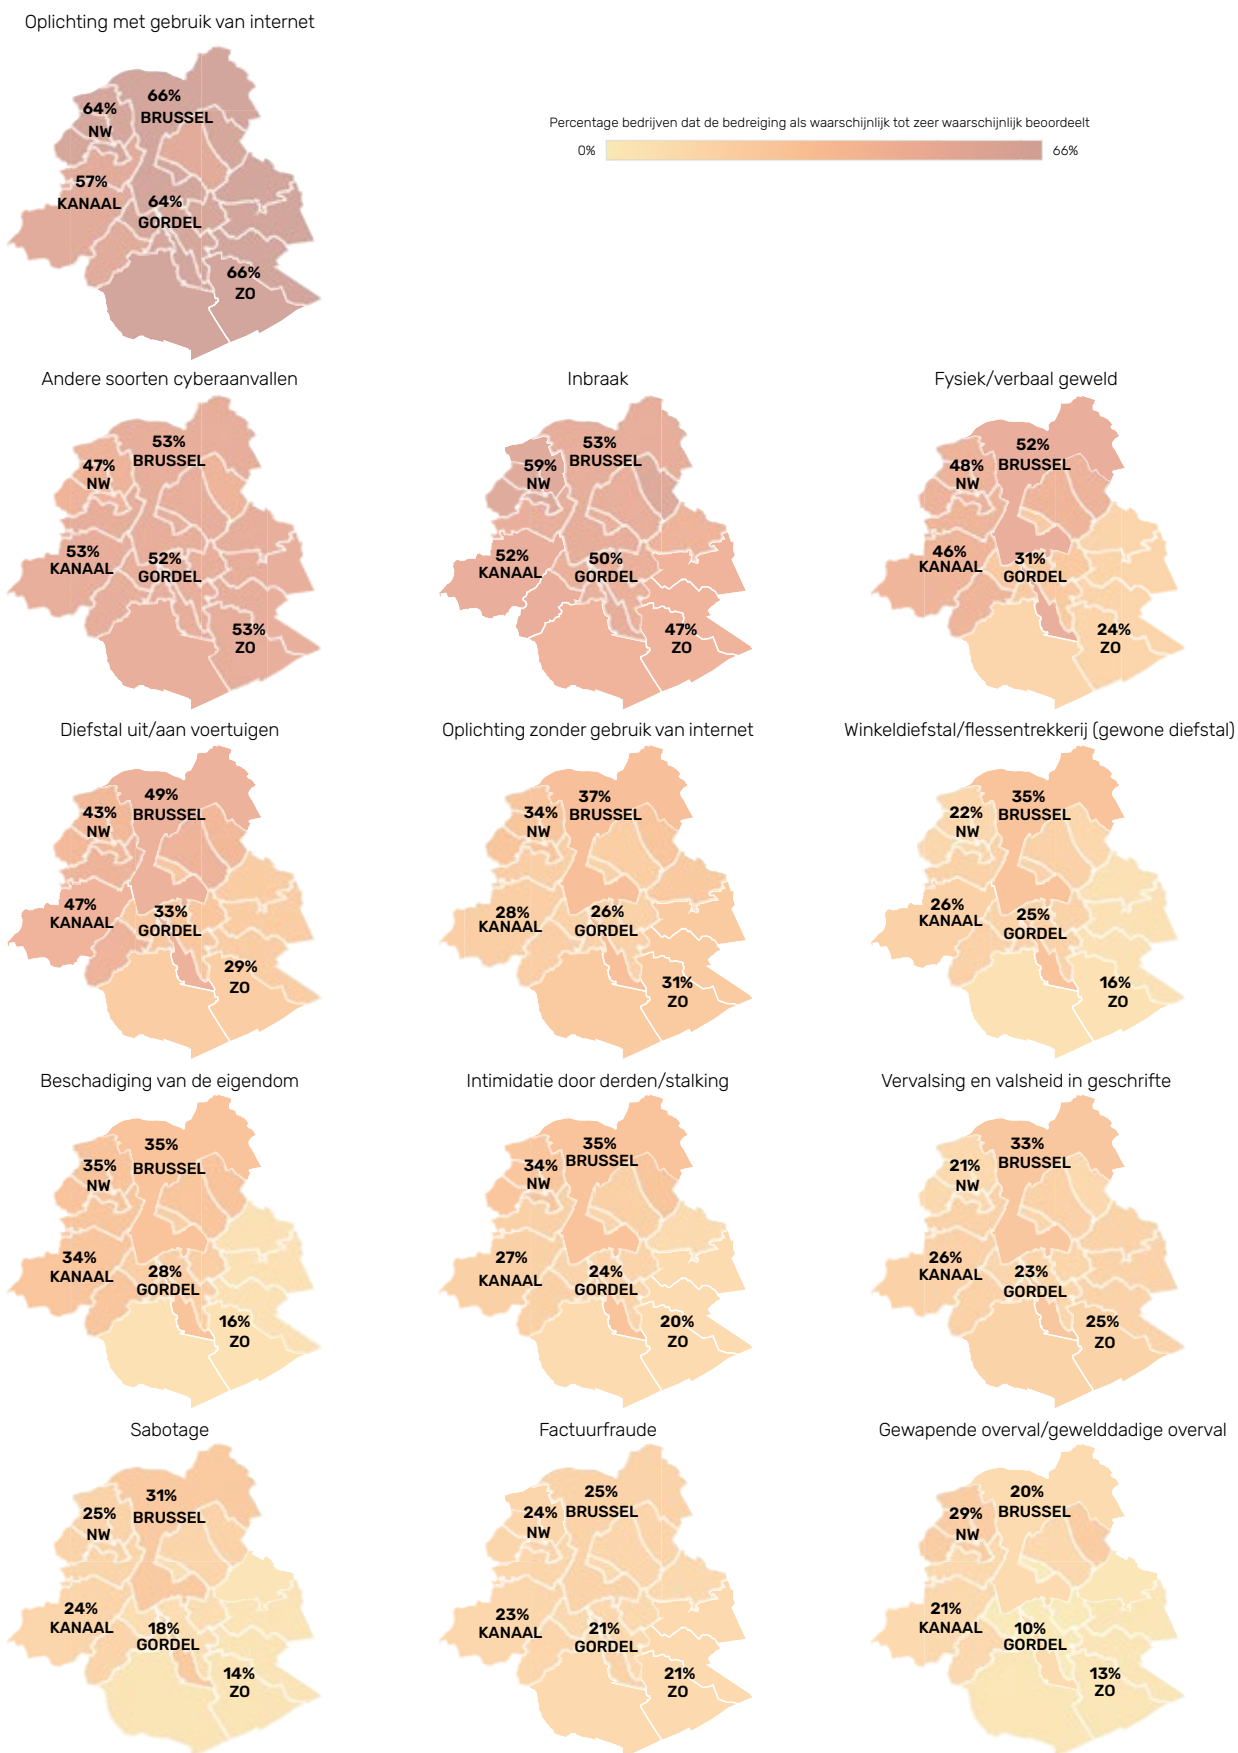 Oplichting met gebruik van internet
66%
BRUSSEL
64%
NW
57%
KANAAL
64%
GORDEL
66%
ZO
Percentage bedrijven dat de bedreiging als waarschijnlijk tot zeer waarschijnlijk beoordeelt
0%
66%
Andere soorten cyberaanvallen
53%
BRUSSEL
47%
NW
53%
KANAAL
52%
GORDEL
53%
ZO
Inbraak
53%
BRUSSEL
59%
NW
52%
KANAAL
50%
GORDEL
47%
ZO
Fysiek/verbaal geweld
52%
BRUSSEL
48%
NW
46%
KANAAL
31%
GORDEL
24%
ZO
Diefstal uit/aan voertuigen
49%
BRUSSEL
43%
NW
47%
KANAAL
33%
GORDEL
29%
ZO
Oplichting zonder gebruik van internet
37%
BRUSSEL
34%
NW
28%
KANAAL
26%
GORDEL
31%
ZO
Winkeldiefstal/flessentrekkerij (gewone diefstal)
35%
BRUSSEL
22%
NW
26%
KANAAL
25%
GORDEL
16%
ZO
Beschadiging van de eigendom
35%
BRUSSEL
35%
NW
34%
KANAAL
28%
GORDEL
16%
ZO
Intimidatie door derden/stalking
35%
BRUSSEL
34%
NW
27%
KANAAL
24%
GORDEL
20%
ZO
Vervalsing en valsheid in geschrifte
33%
BRUSSEL
21%
NW
26%
KANAAL
23%
GORDEL
25%
ZO
Sabotage
31%
BRUSSEL
25%
NW
24%
KANAAL
18%
GORDEL
14%
ZO
Factuurfraude
25%
BRUSSEL
24%
NW
23%
KANAAL
21%
GORDEL
21%
ZO
Gewapende overval/gewelddadige overval
20%
BRUSSEL
29%
NW
21%
KANAAL
10%
GORDEL
13%
ZO